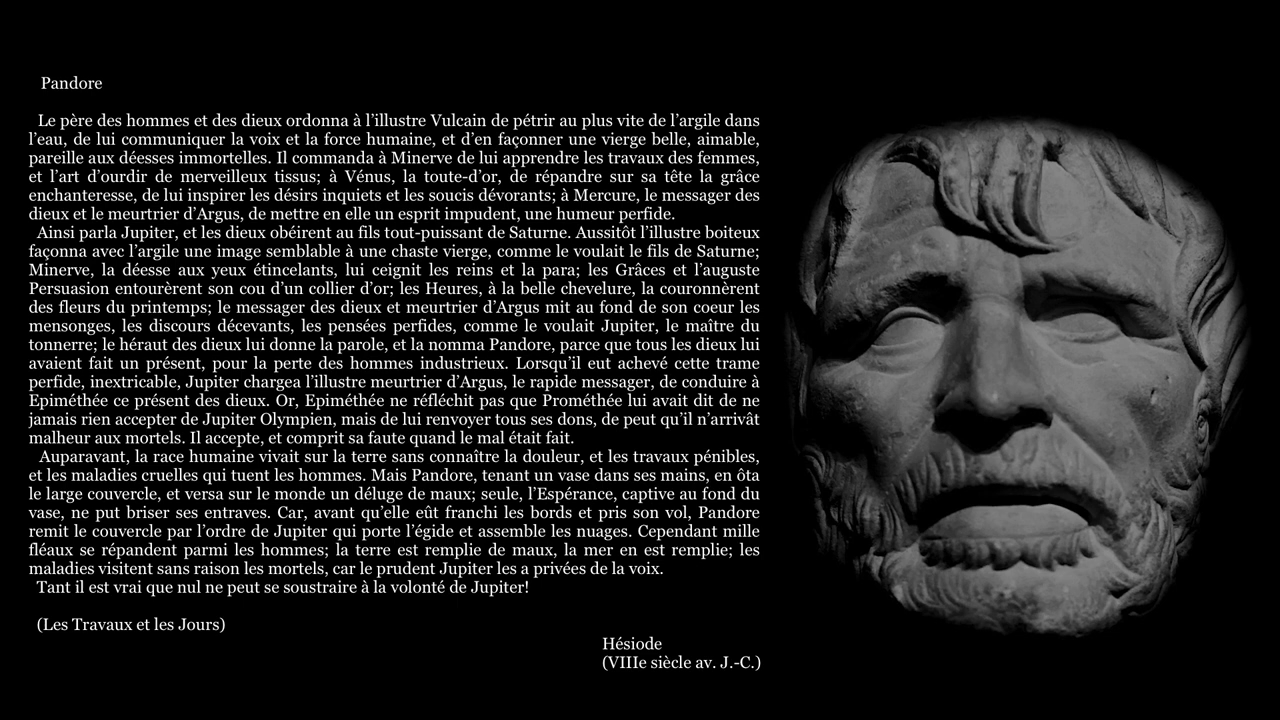 Pandore
Le père des hommes et des dieux ordonna à l’illustre Vulcain de pétrir au plus vite de l’argile dans
l’eau, de lui communiquer la voix et la force humaine, et d’en façonner une vierge belle, aimable,
pareille aux déesses immortelles. Il commanda à Minerve de lui apprendre les travaux des femmes,
et l’art d’ourdir de merveilleux tissus; à Vénus, la toute-d’or, de répandre sur sa tête la grâce
enchanteresse, de lui inspirer les désirs inquiets et les soucis dévorants; à Mercure, le messager des
dieux et le meurtrier d’Argus, de mettre en elle un esprit impudent, une humeur perfide.
Ainsi parla Jupiter, et les dieux obéirent au fils tout-puissant de Saturne. Aussitôt l’illustre boiteux
façonna avec l’argile une image semblable à une chaste vierge, comme le voulait le fils de Saturne;
Minerve, la déesse aux yeux étincelants, lui ceignit les reins et la para; les Grâces et l’auguste
Persuasion entourèrent son cou d’un collier d’or; les Heures, à la belle chevelure, la couronnèrent
des fleurs du printemps; le messager des dieux et meurtrier d’Argus mit au fond de son coeur les
mensonges, les discours décevants, les pensées perfides, comme le voulait Jupiter, le maître du
tonnerre; le héraut des dieux lui donne la parole, et la nomma Pandore, parce que tous les dieux lui
avaient fait un présent, pour la perte des hommes industrieux. Lorsqu’il eut achevé cette trame
perfide, inextricable, Jupiter chargea l’illustre meurtrier d’Argus, le rapide messager, de conduire à
Epiméthée ce présent des dieux. Or, Epiméthée ne réfléchit pas que Prométhée lui avait dit de ne
jamais rien accepter de Jupiter Olympien, mais de lui renvoyer tous ses dons, de peur qu’il n’arrivât
malheur aux mortels. Il accepte, et comprit sa faute quand le mal était fait.
Auparavant, la race humaine vivait sur la terre sans connaître la douleur, et les travaux pénibles,
et les maladies cruelles qui tuent les hommes. Mais Pandore, tenant un vase dans ses mains, en ôta
le large couvercle, et versa sur le monde un déluge de maux; seule, l’Espérance, captive au fond du
vase, ne put briser ses entraves. Car, avant qu’elle eût franchi les bords et pris son vol, Pandore
remit le couvercle par l’ordre de Jupiter qui porte l’égide et assemble les nuages. Cependant mille
fléaux se répandent parmi les hommes; la terre est remplie de maux, la mer en est remplie; les
maladies visitent sans raison les mortels, car le prudent Jupiter les a privées de la voix.
Tant il est vrai que nul ne peut se soustraire à la volonté de Jupiter!
(Les Travaux et les Jours)
Hésiode
(VIIIe siècle av. J.-C.)